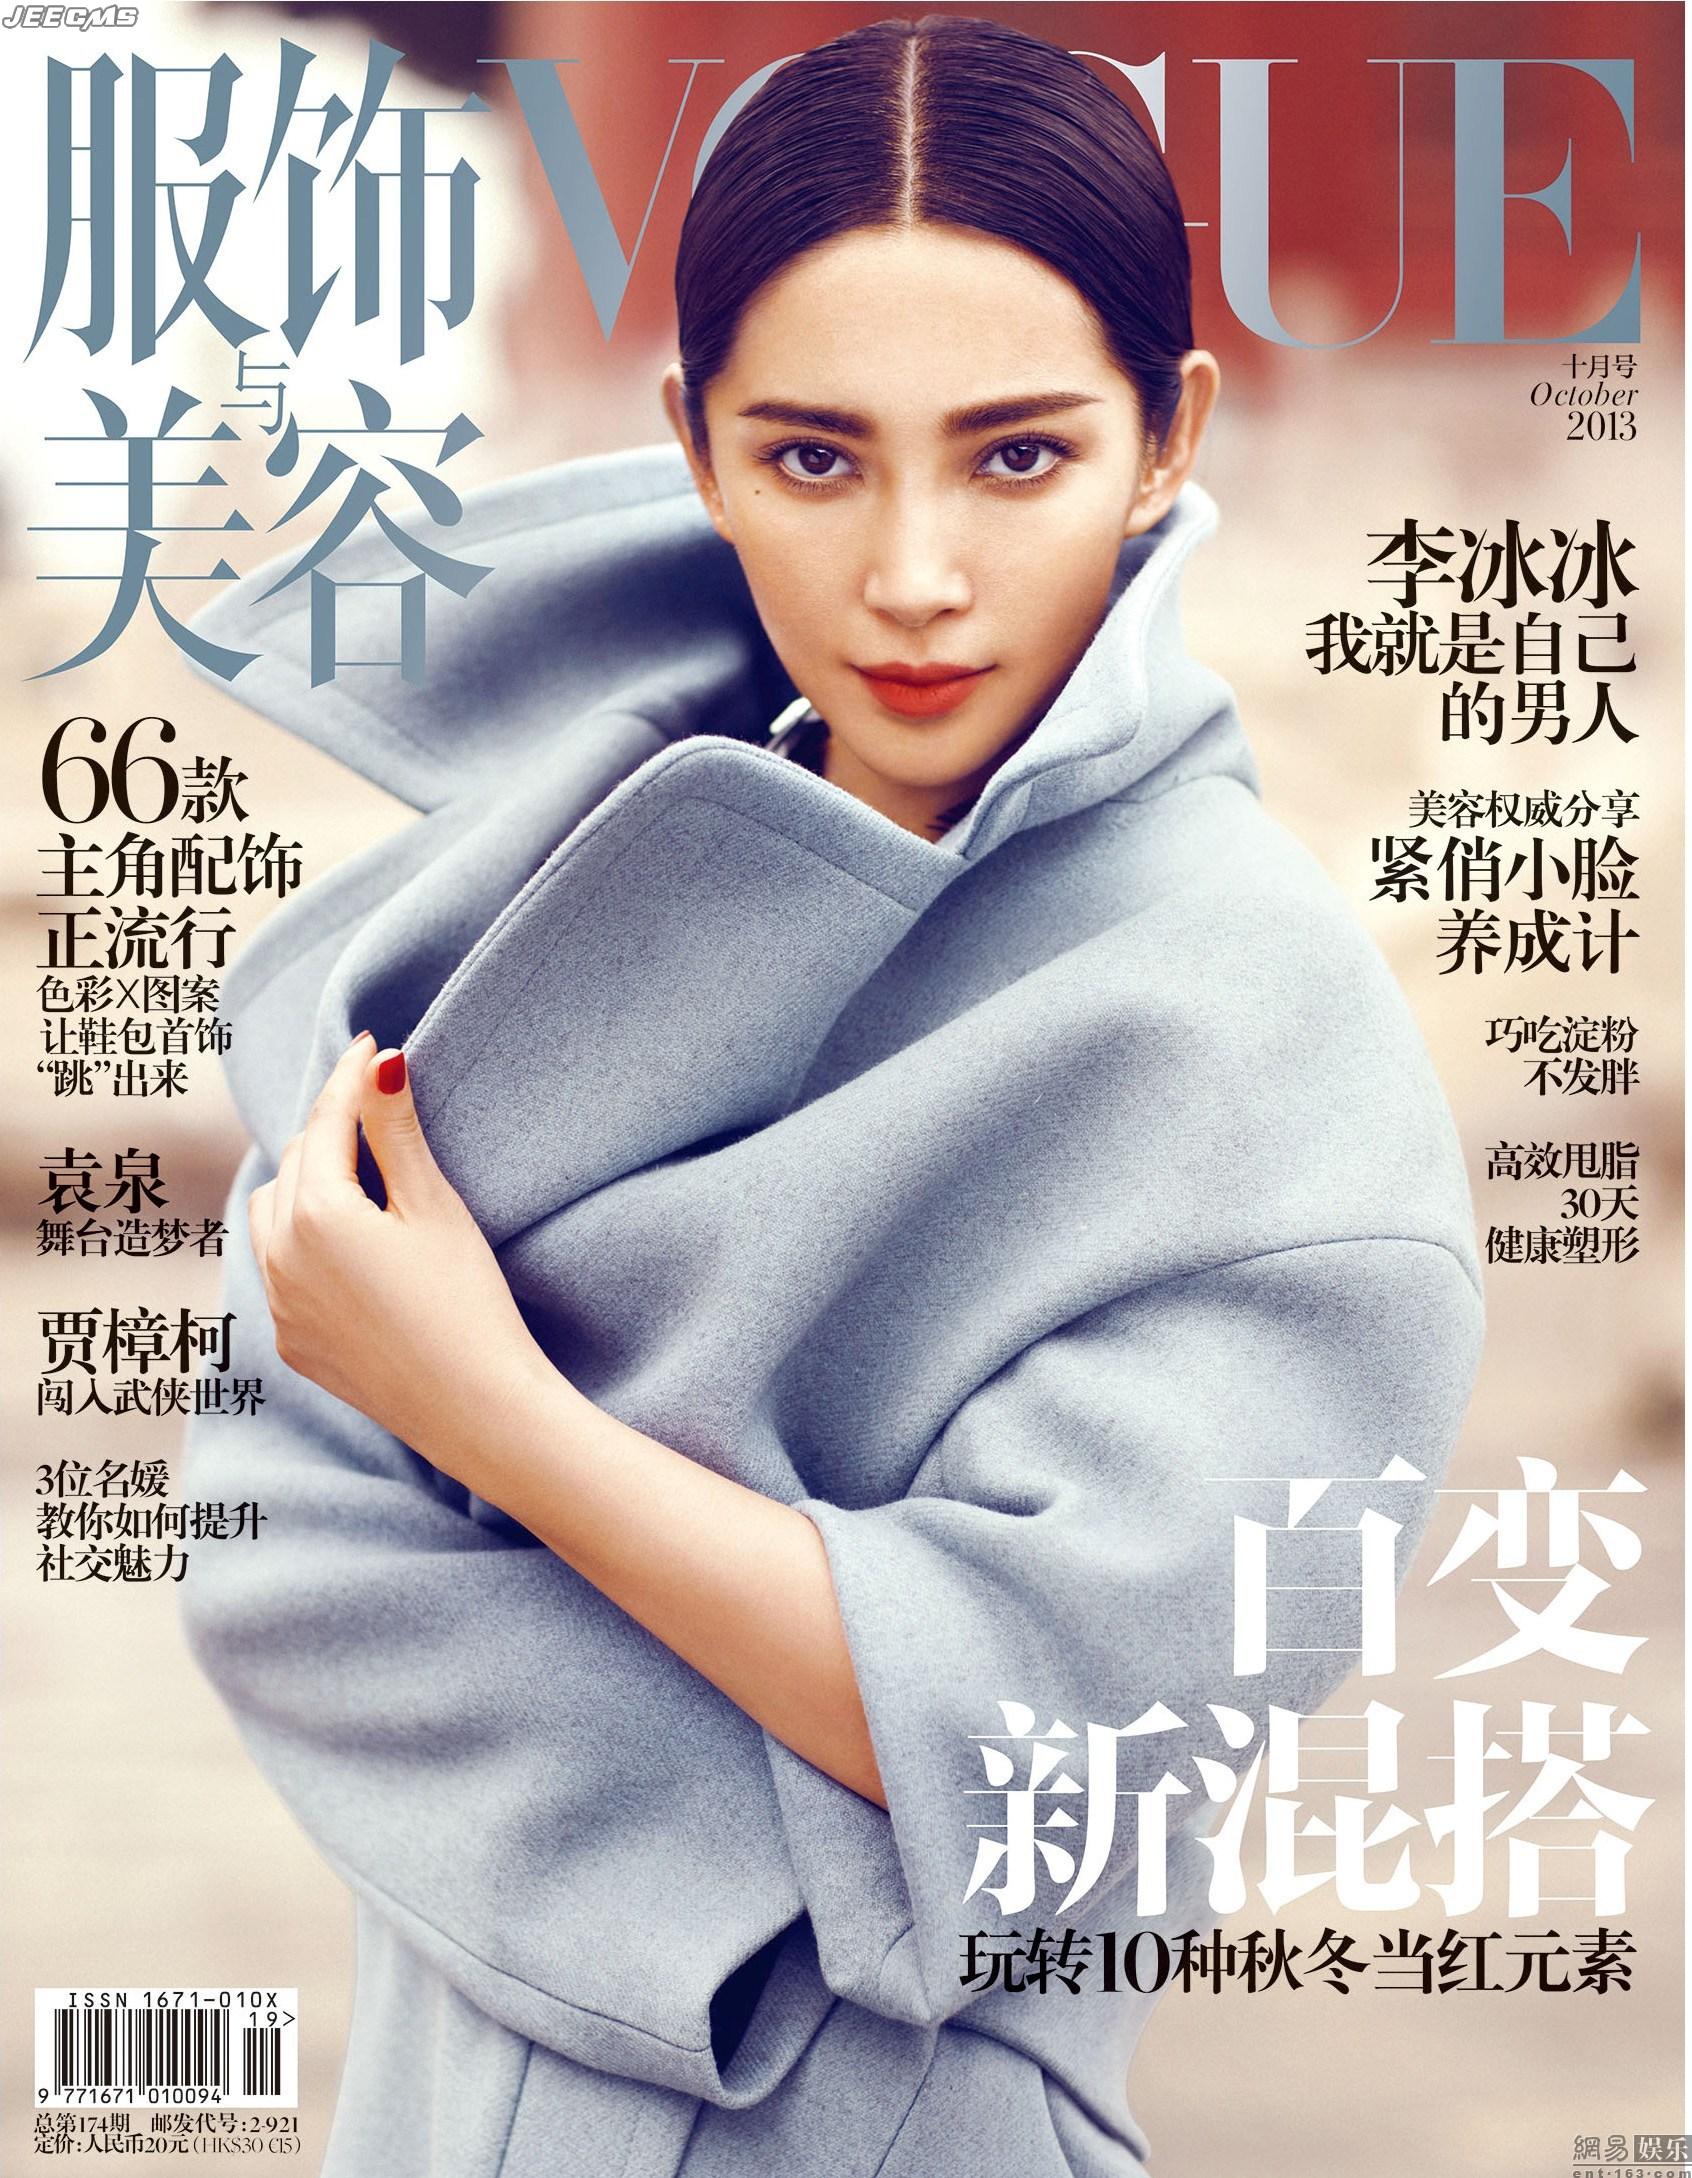 JEECMS
服饰与美容
VOGUE
十月号
October
2013
李冰冰
我就是自己
的男人
美容权威分享
紧俏小脸
养成计
巧吃淀粉
不发胖
高效甩脂
30天
健康塑形
66款
主角配饰
正流行
色彩X图案
让鞋包首饰
“跳”出来
袁泉
舞台造梦者
贾樟柯
闯入武侠世界
3位名媛
教你如何提升
社交魅力
百变
新混搭
玩转10种秋冬当红元素
ISSN 1671-010X
19>
9 771671 010094
总第174期 邮发代号:2-921
定价:人民币20元(HK$30 €15)
網易 娱乐
ent·163·com